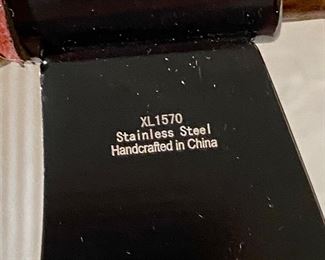 XL1570
Stainless Steel
Handcrafted in China